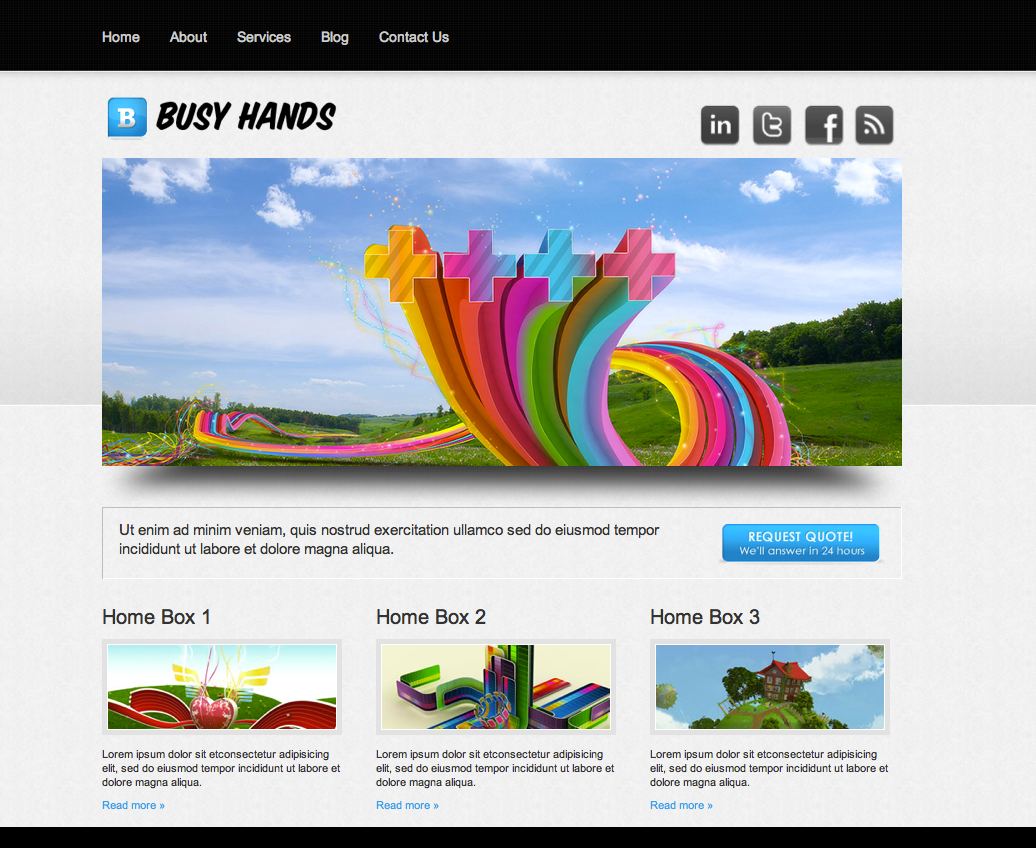 Home About Services Blog Contact Us
B BUSY HANDS
in t f
Ut enim ad minim veniam, quis nostrud exercitation ullamco sed do eiusmod tempor
incididunt ut labore et dolore magna aliqua.
REQUEST QUOTE!
We'll answer in 24 hours
Home Box 1
Lorem ipsum dolor sit etconsectetur adipisicing
elit, sed do eiusmod tempor incididunt ut labore et
dolore magna aliqua.
Read more »
Home Box 2
Lorem ipsum dolor sit etconsectetur adipisicing
elit, sed do eiusmod tempor incididunt ut labore et
dolore magna aliqua.
Read more »
Home Box 3
Lorem ipsum dolor sit etconsectetur adipisicing
elit, sed do eiusmod tempor incididunt ut labore et
dolore magna aliqua.
Read more »